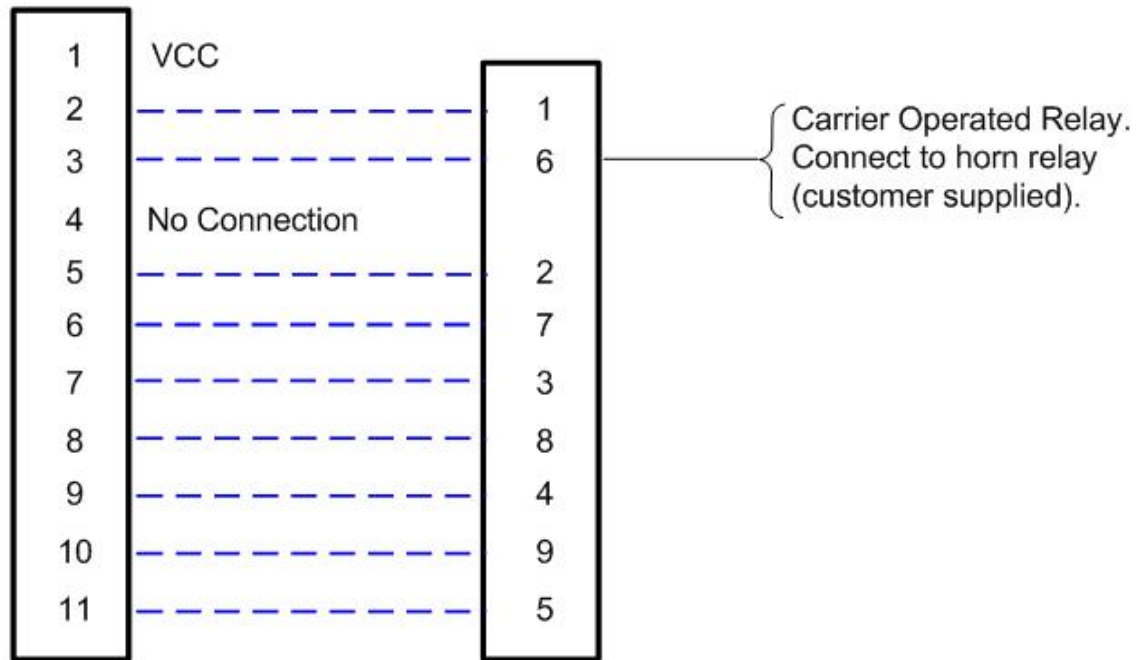 1 VCC
2 1
3 6
Carrier Operated Relay.
Connect to horn relay
(customer supplied).
4 No Connection
5 2
6 7
7 3
8 8
9 4
10 9
11 5